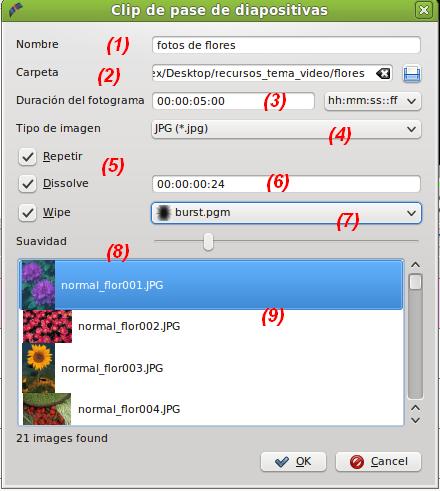 Clip de pase de diapositivas
Nombre (1) fotos de flores
Carpeta (2) ex/Desktop/recursos_tema_video/flores
Duración del fotograma 00:00:05:00 (3) hh:mm:ss::ff
Tipo de imagen JPG (*.jpg) (4)
Repetir (5)
Dissolve 00:00:00:24 (6)
Wipe burst.pgm (7)
Suavidad (8)
normal_flor001.JPG
(9)
normal_flor002.JPG
normal_flor003.JPG
normal_flor004.JPG
21 images found
OK Cancel